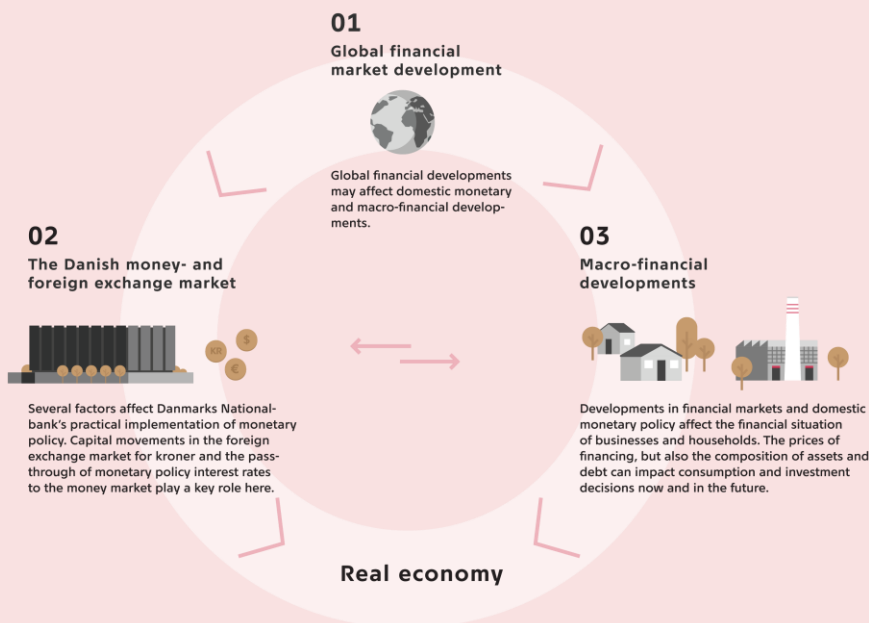 01
Global financial
market development
Global financial developments
may affect domestic monetary
and macro-financial develop-
ments.
02
The Danish money- and
foreign exchange market
KR
$
€
Several factors affect Danmarks National-
bank's practical implementation of monetary
policy. Capital movements in the foreign
exchange market for kroner and the pass-
through of monetary policy interest rates
to the money market play a key role here.
03
Macro-financial
developments
Developments in financial markets and domestic
monetary policy affect the financial situation
of businesses and households. The prices of
financing, but also the composition of assets and
debt can impact consumption and investment
decisions now and in the future.
Real economy